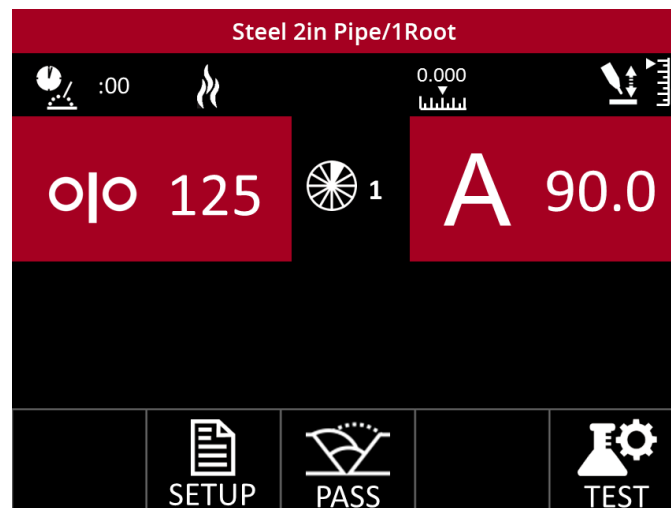 Steel 2in Pipe/1Root
:00
0.000
125
1
A 90.0
SETUP
PASS
TEST